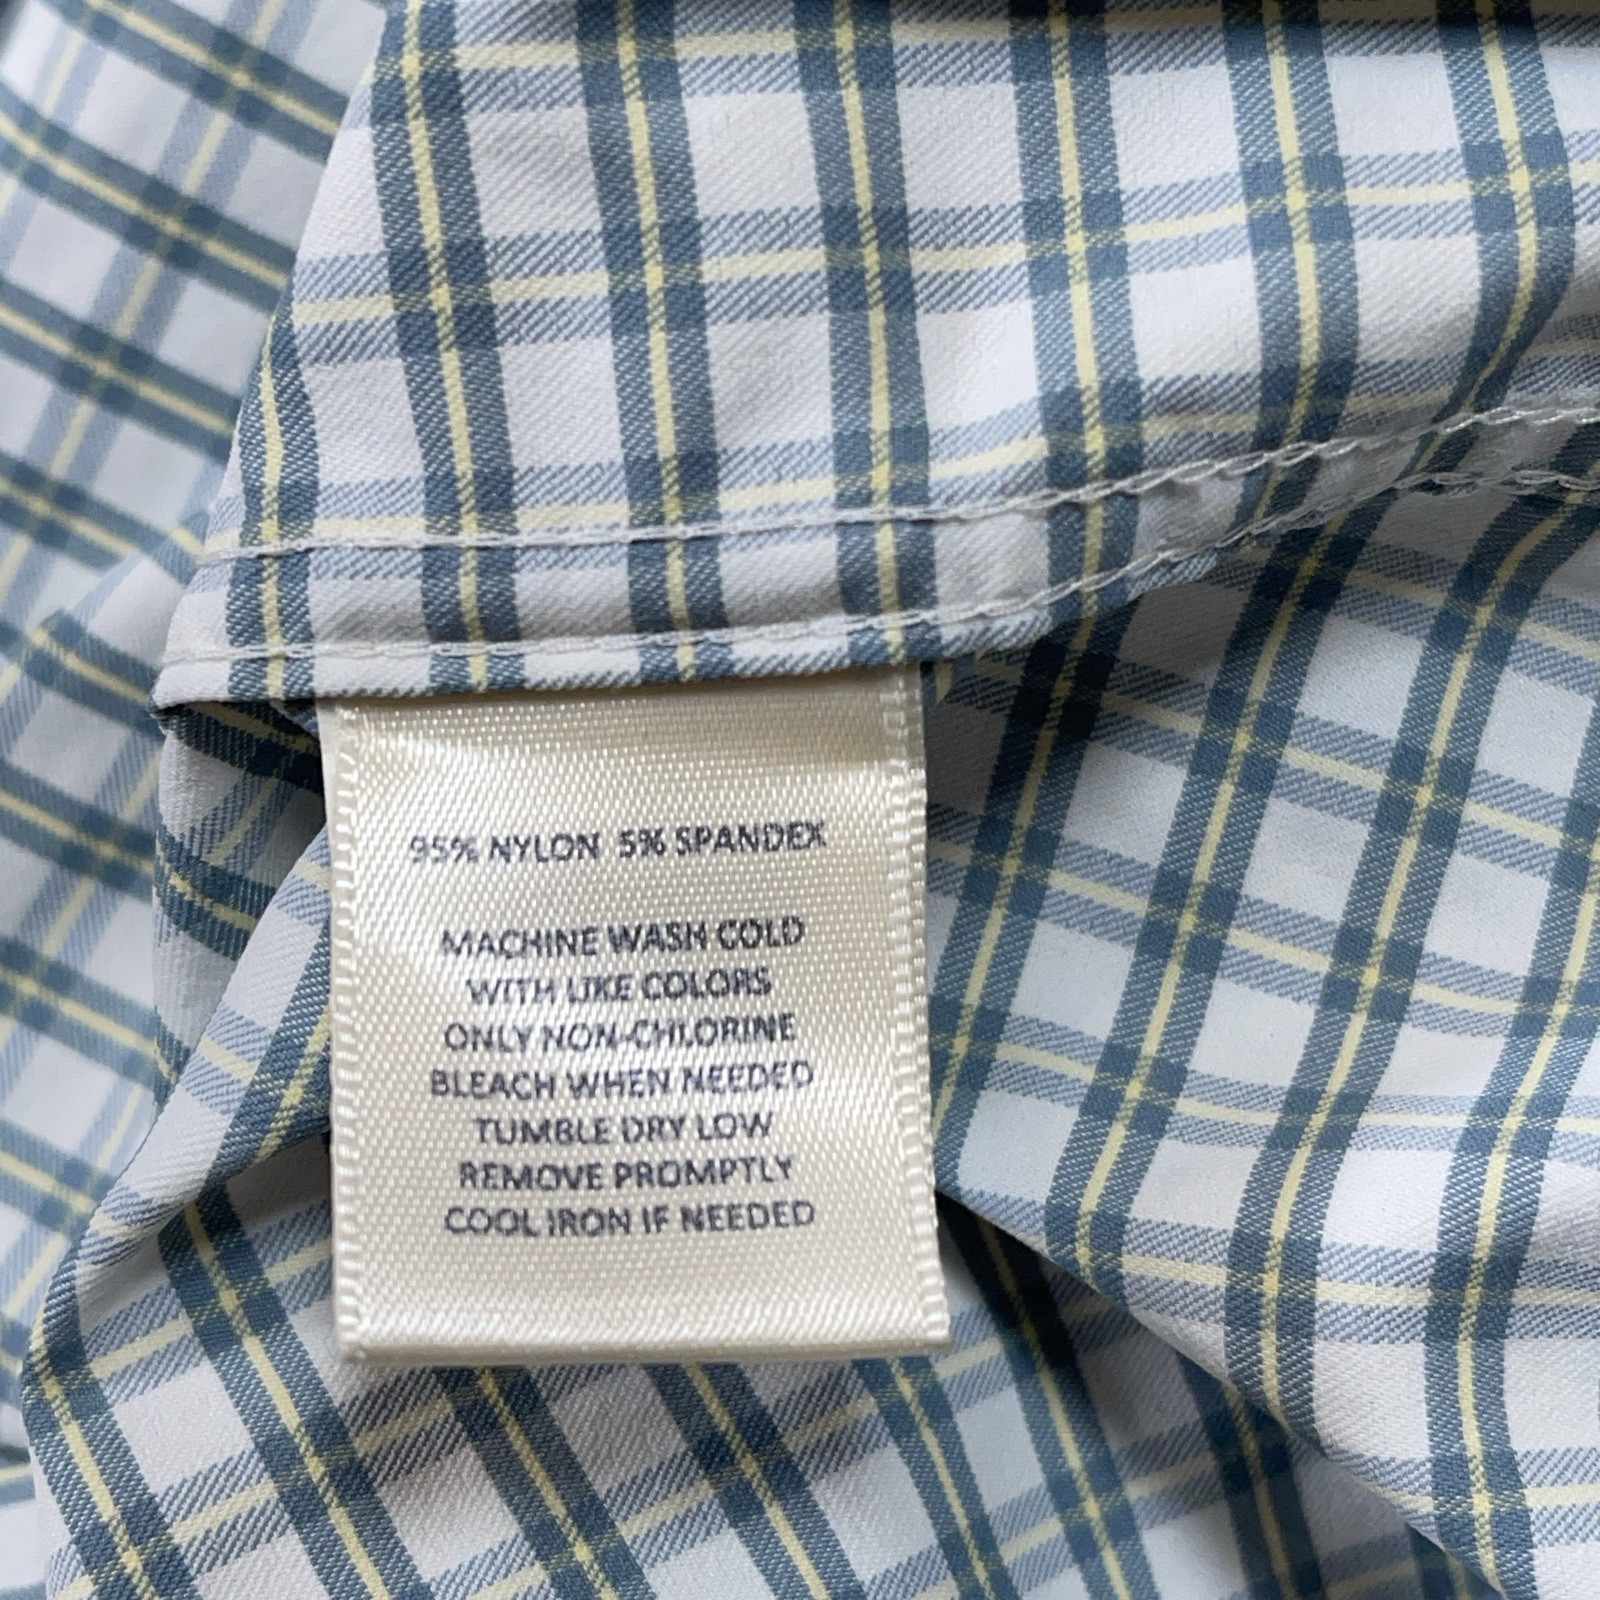 95% NYLON 5% SPANDEX
MACHINE WASH COLD
WITH LIKE COLORS
ONLY NON-CHLORINE
BLEACH WHEN NEEDED
TUMBLE DRY LOW
REMOVE PROMPTLY
COOL IRON IF NEEDED